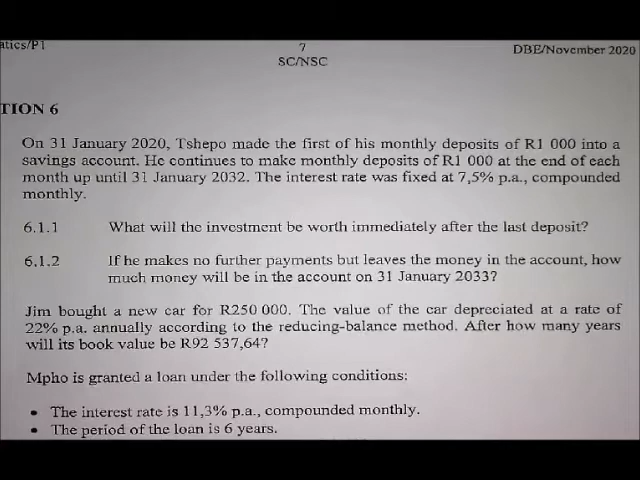 atics/P1
7
DBE/November 2020
SC/NSC
TION 6
On 31 January 2020, Tshepo made the first of his monthly deposits of R1 000 into a
savings account. He continues to make monthly deposits of R1 000 at the end of each
month up until 31 January 2032. The interest rate was fixed at 7,5% p.a., compounded
monthly.
6.1.1 What will the investment be worth immediately after the last deposit?
6.1.2 If he makes no further payments but leaves the money in the account, how
much money will be in the account on 31 January 2033?
Jim bought a new car for R250 000. The value of the car depreciated at a rate of
22% p.a. annually according to the reducing-balance method. After how many years
will its book value be R92 537,64?
Mpho is granted a loan under the following conditions:
• The interest rate is 11,3% p.a., compounded monthly.
• The period of the loan is 6 years.